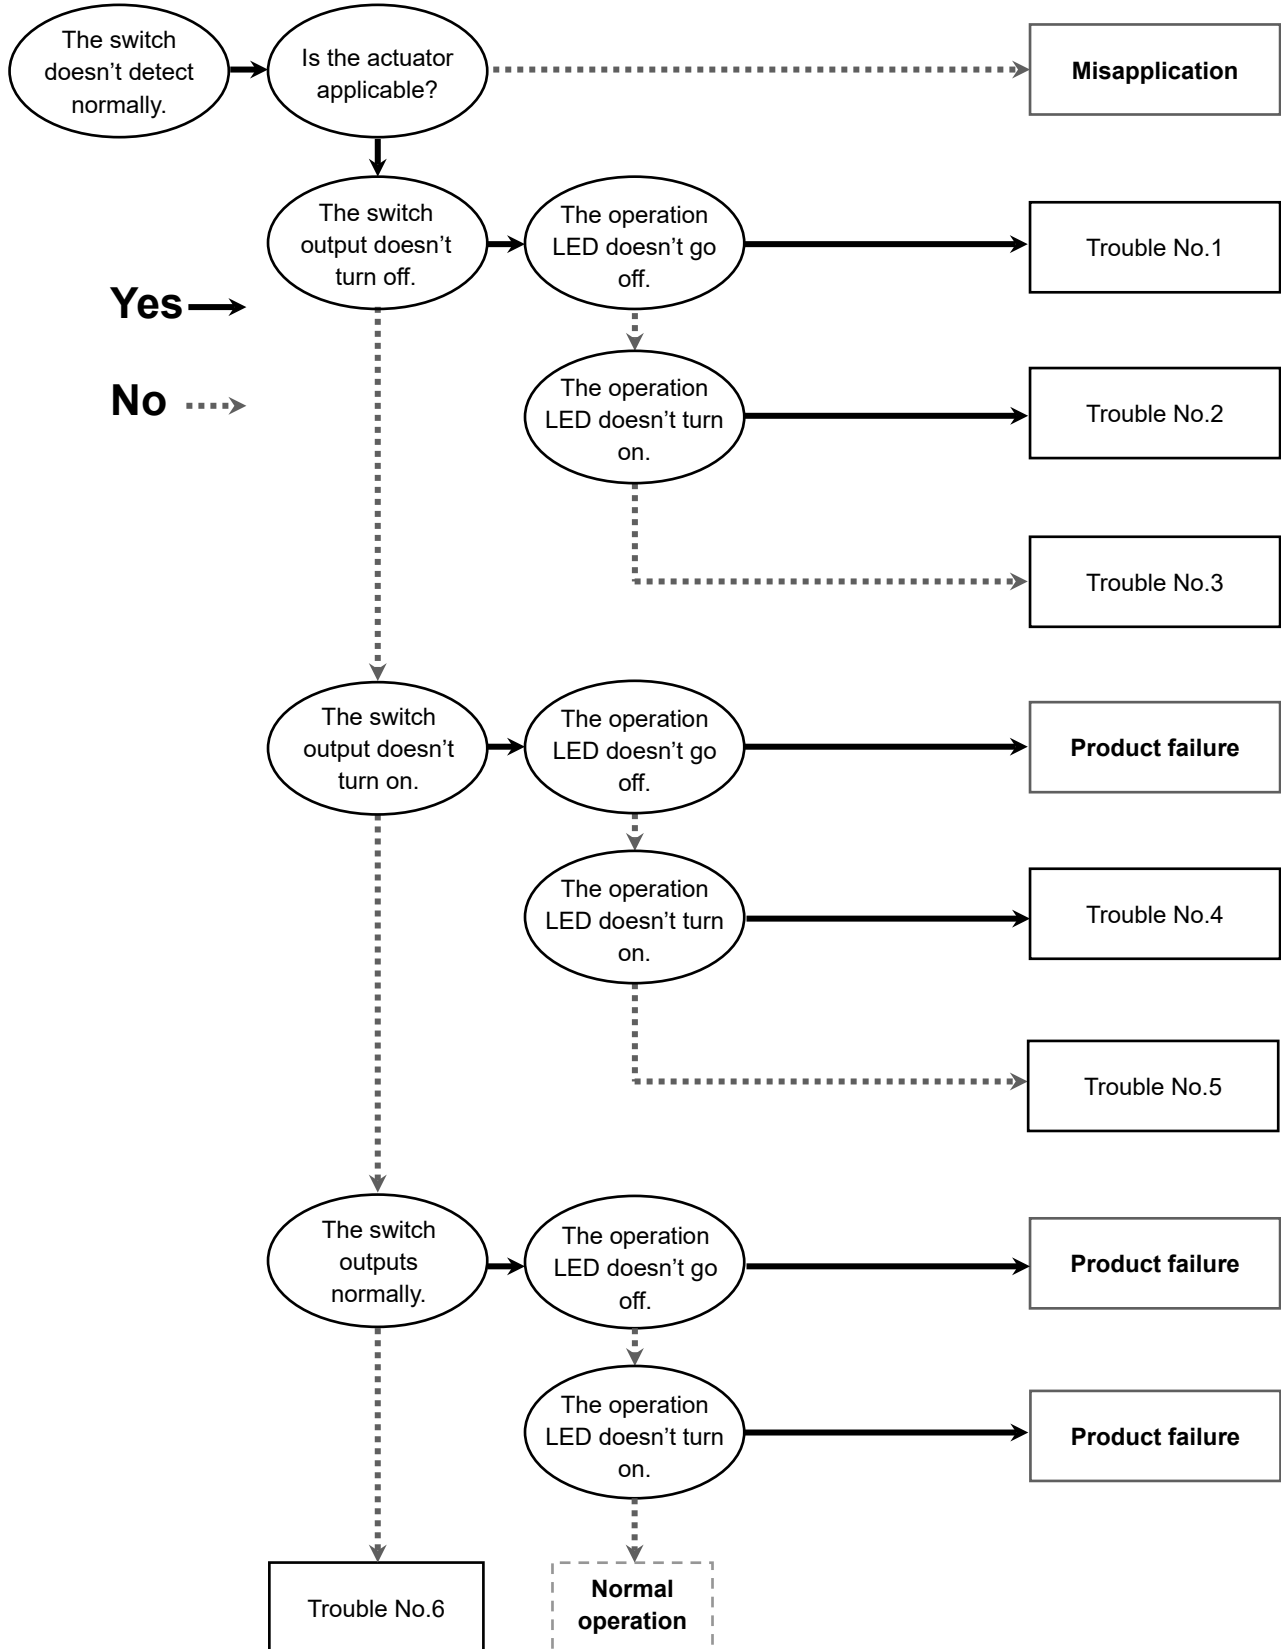 The switch
doesn’t detect
normally.
Is the actuator
applicable?
Misapplication
The switch
output doesn’t
turn off.
The operation
LED doesn’t go
off.
Trouble No.1
Yes
No
The operation
LED doesn’t turn
on.
Trouble No.2
Trouble No.3
The switch
output doesn’t
turn on.
The operation
LED doesn’t go
off.
Product failure
The operation
LED doesn’t turn
on.
Trouble No.4
Trouble No.5
The switch
outputs
normally.
The operation
LED doesn’t go
off.
Product failure
The operation
LED doesn’t turn
on.
Product failure
Trouble No.6
Normal
operation